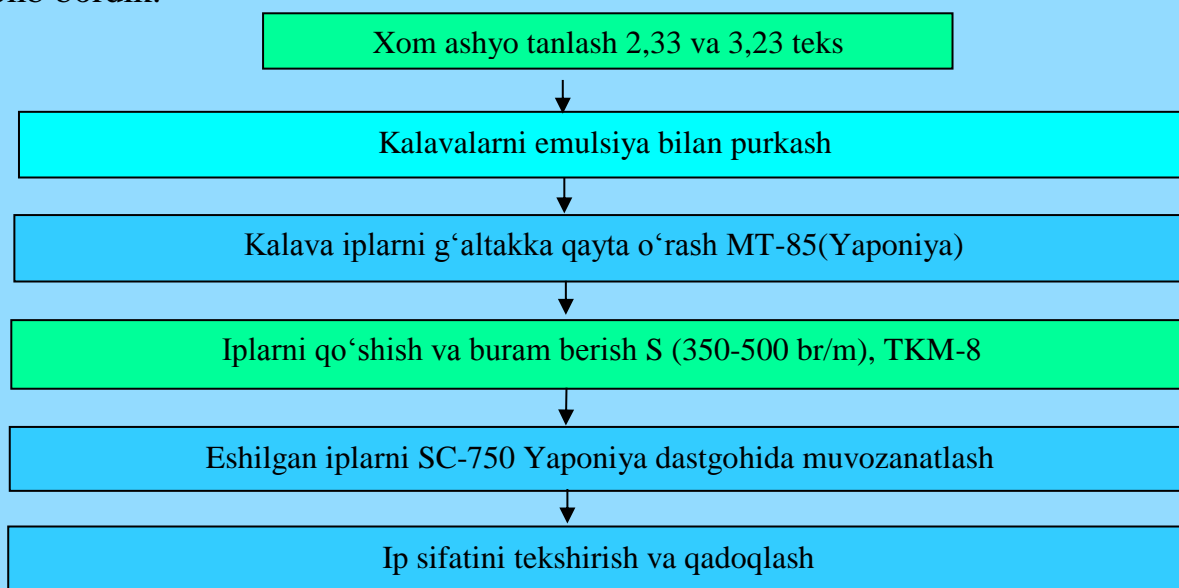 Xom ashyo tanlash 2,33 va 3,23 teks
Kalavalarni emulsiya bilan purkash
Kalava iplarni g‘altakka qayta o‘rash MT-85(Yaponiya)
Iplarni qo‘shish va buram berish S (350-500 br/m), TKM-8
Eshilgan iplarni SC-750 Yaponiya dastgohida muvozanatlash
Ip sifatini tekshirish va qadoqlash